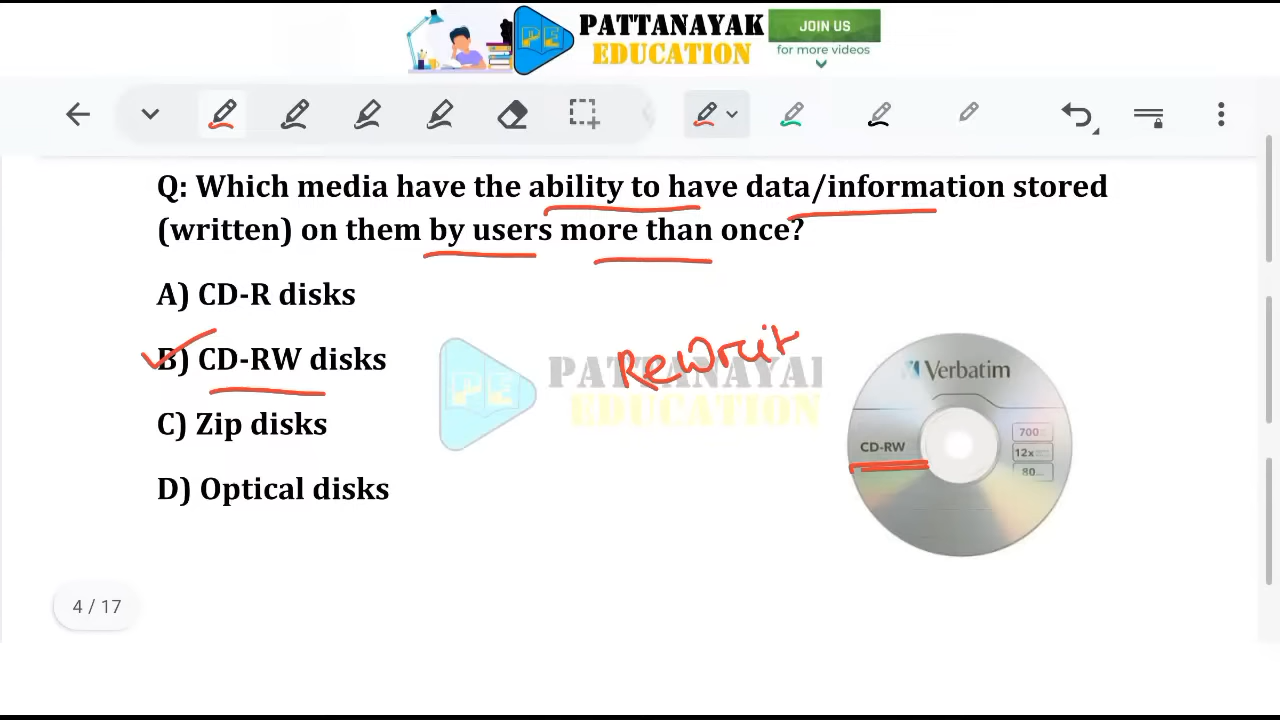 PATTANAYAK
EDUCATION
JOIN US
for more videos
Q: Which media have the ability to have data/information stored
(written) on them by users more than once?
A) CD-R disks
B) CD-RW disks
C) Zip disks
D) Optical disks
ReWrit
PATTANAYAK
EDUCATION
Verbatim
CD-RW
700
12x
80
4 / 17